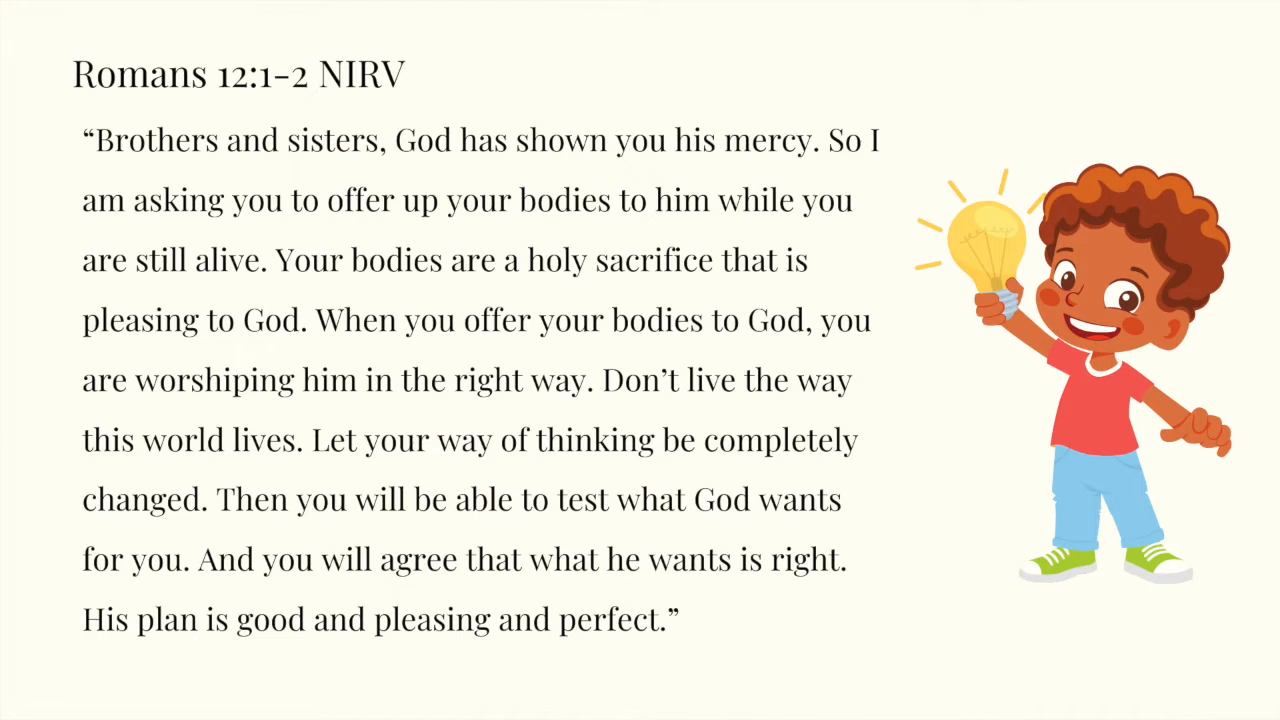 Romans 12:1-2 NIRV
“Brothers and sisters, God has shown you his mercy. So I
am asking you to offer up your bodies to him while you
are still alive. Your bodies are a holy sacrifice that is
pleasing to God. When you offer your bodies to God, you
are worshiping him in the right way. Don’t live the way
this world lives. Let your way of thinking be completely
changed. Then you will be able to test what God wants
for you. And you will agree that what he wants is right.
His plan is good and pleasing and perfect.”